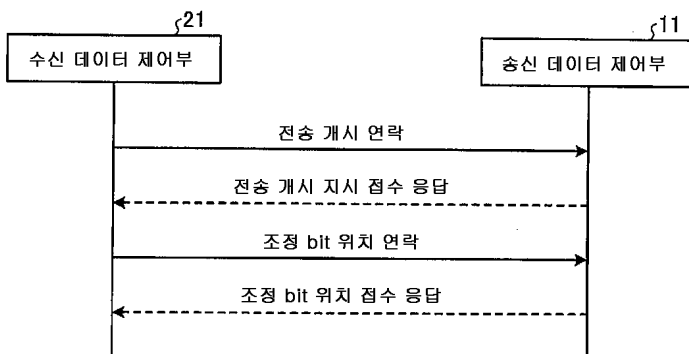 21
수신 데이터 제어부
11
송신 데이터 제어부
전송 개시 연락
전송 개시 지시 접수 응답
조정 bit 위치 연락
조정 bit 위치 접수 응답